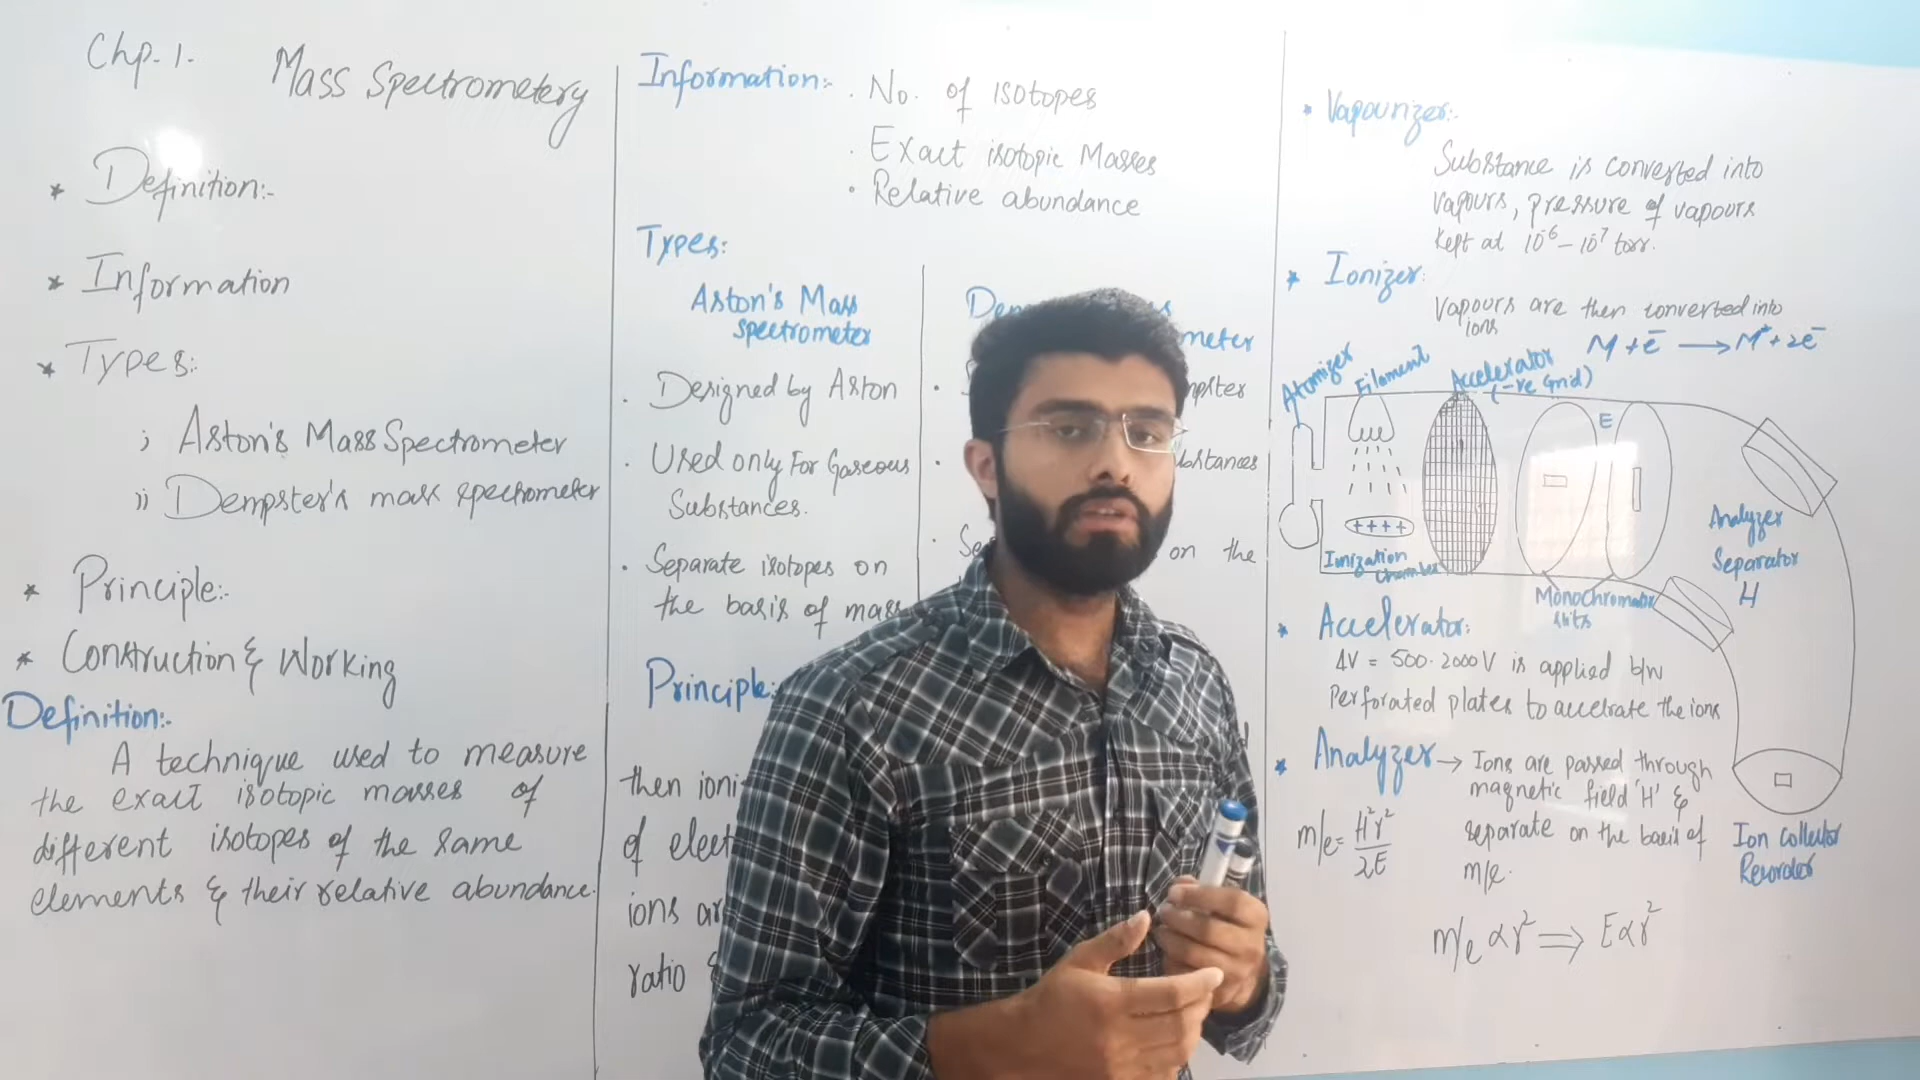 Chp. 1.
Mass Spectrometery
* Definition:-
* Information
* Types:
i, Aston's Mass Spectrometer
ii Dempster's mass spectrometer
* Principle:-
* Construction & Working
Definition:-
A technique used to measure
the exact isotopic masses of
different isotopes of the same
elements & their relative abundance.
Information:-
. No. of isotopes
. Exact isotopic Masses
. Relative abundance
Types:
Aston's Mass
spectrometer
. Designed by Aston
. Used only For Gaseous
Substances.
. Separate isotopes on
the basis of mass
meter
on the
Principle:
then
of
ions
ratio
* Vapourizer:-
Substance is converted into
vapours, pressure of vapours
kept at 10⁻⁶ – 10⁻⁷ torr.
* Ionizer:
Vapours are then converted into
ions
M + e⁻ → M⁺ + 2e⁻
Atomizer
Filament
Accelerator
(-ve Grid)
E
++++
Ionization
chamber
Monochromator
slits
Analyzer
Separator
H
* Accelerator:
ΔV = 500-2000V is applied b/w
Perforated plates to accelrate the ions
* Analyzer → Ions are passed through
magnetic field 'H' &
separate on the basis of
m/e.
m/e = H²r²/2E
Ion Collector
Recorder
m/e ∝ r² ⟹ E ∝ r²